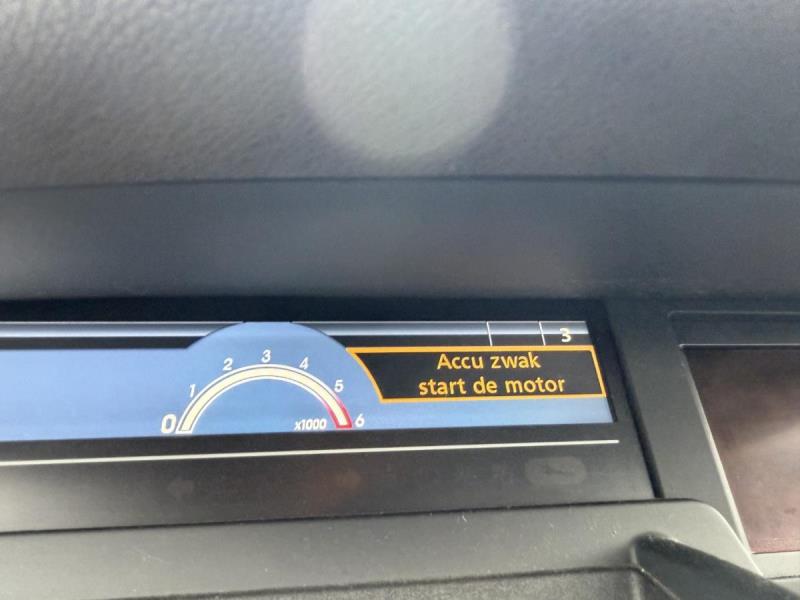 3
Accu zwak
start de motor
0 1 2 3 4 5 6
x1000